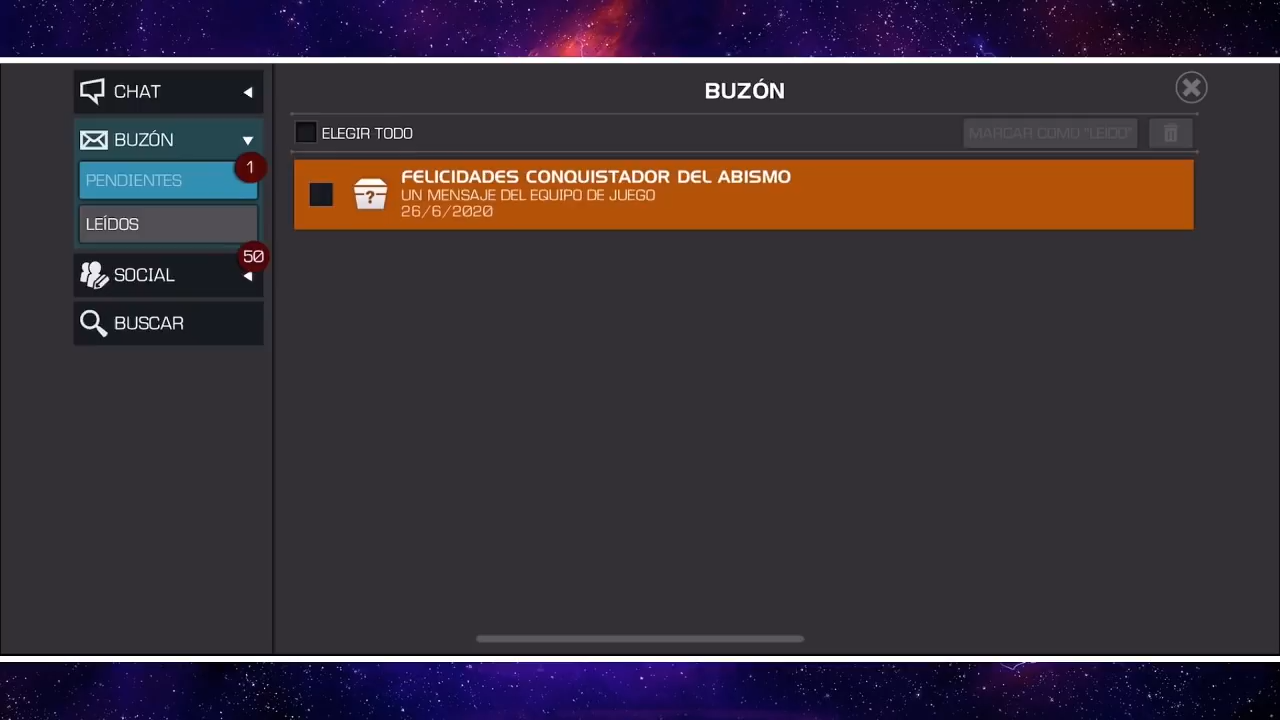 CHAT
BUZÓN
PENDIENTES
1
LEÍDOS
50
SOCIAL
BUSCAR
BUZÓN
ELEGIR TODO
MARCAR COMO "LEÍDO"
FELICIDADES CONQUISTADOR DEL ABISMO
UN MENSAJE DEL EQUIPO DE JUEGO
26/6/2020